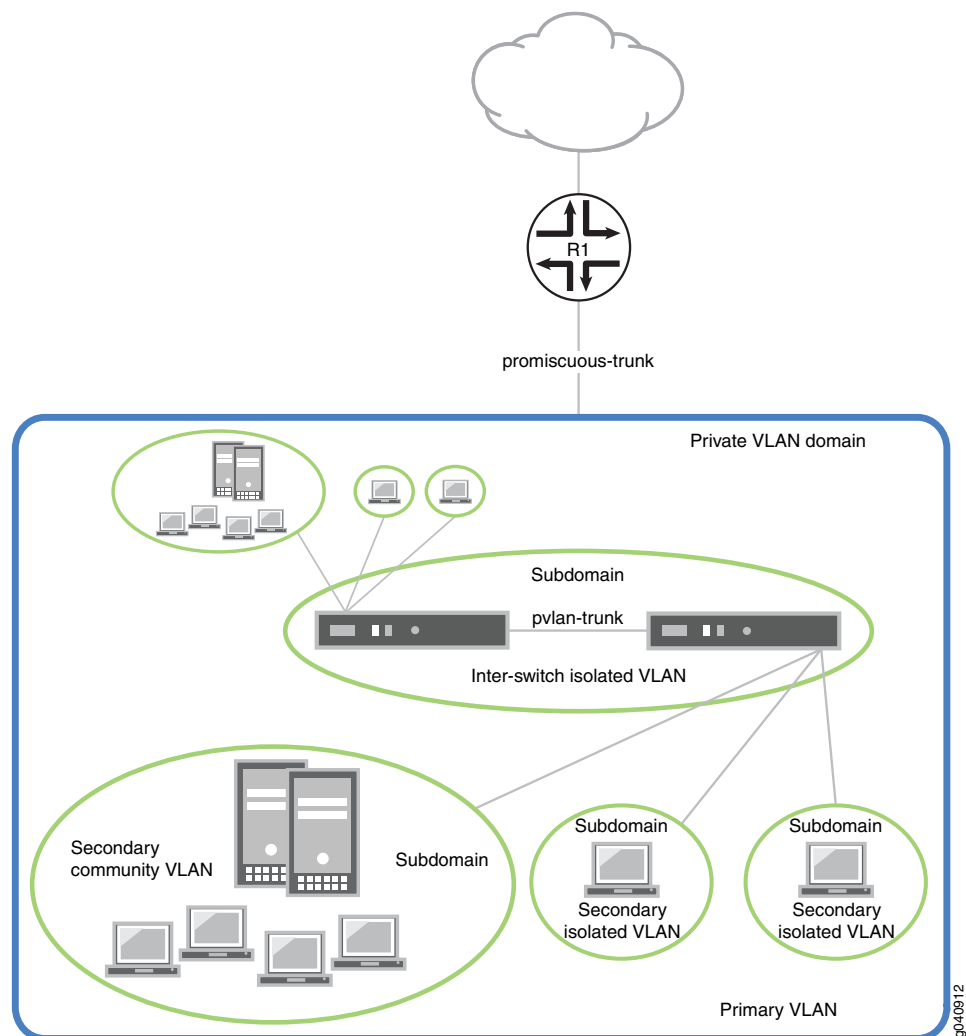 R1
promiscuous-trunk
Private VLAN domain
Subdomain
pvlan-trunk
Inter-switch isolated VLAN
Secondary
community VLAN
Subdomain
Subdomain
Secondary
isolated VLAN
Subdomain
Secondary
isolated VLAN
Primary VLAN
g040912